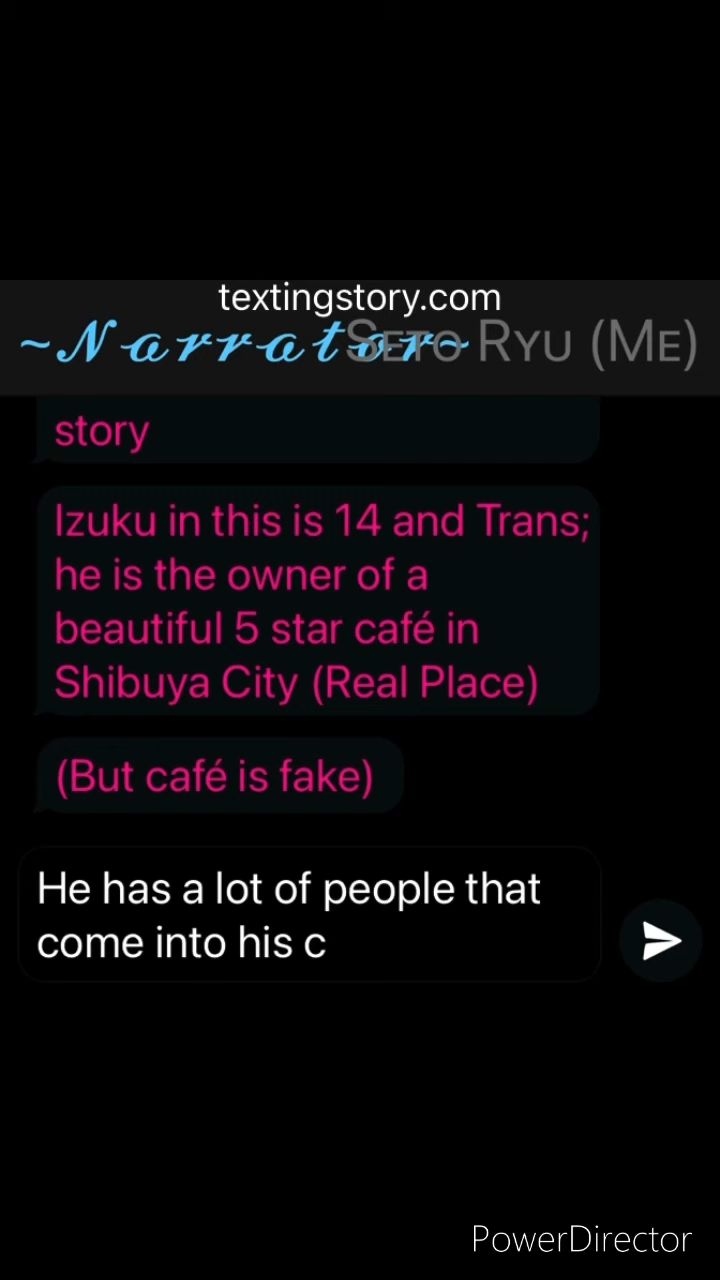 textingstory.com
~Narrator~ Seto Ryu (Me)
story
Izuku in this is 14 and Trans;
he is the owner of a
beautiful 5 star café in
Shibuya City (Real Place)
(But café is fake)
He has a lot of people that
come into his c
PowerDirector